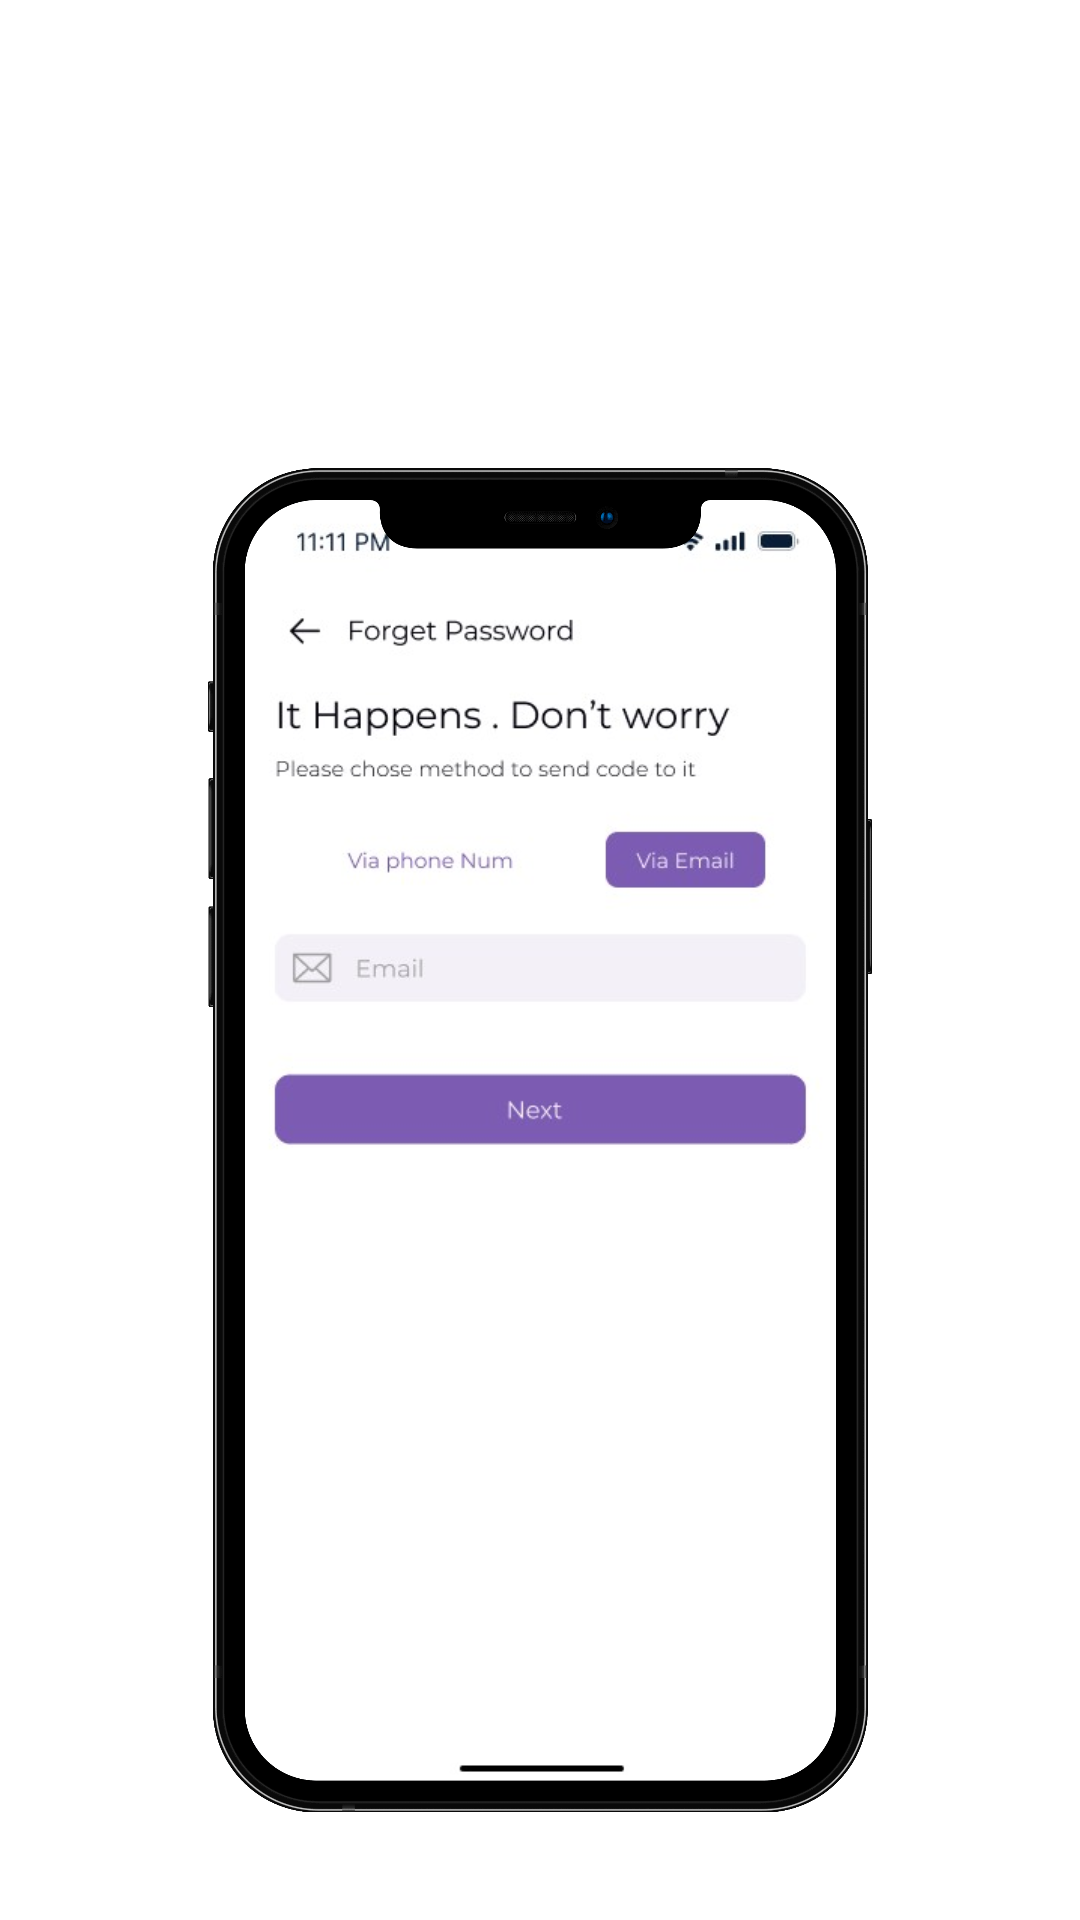 11:11 PM
Forget Password
It Happens . Don’t worry
Please chose method to send code to it
Via phone Num
Via Email
Email
Next